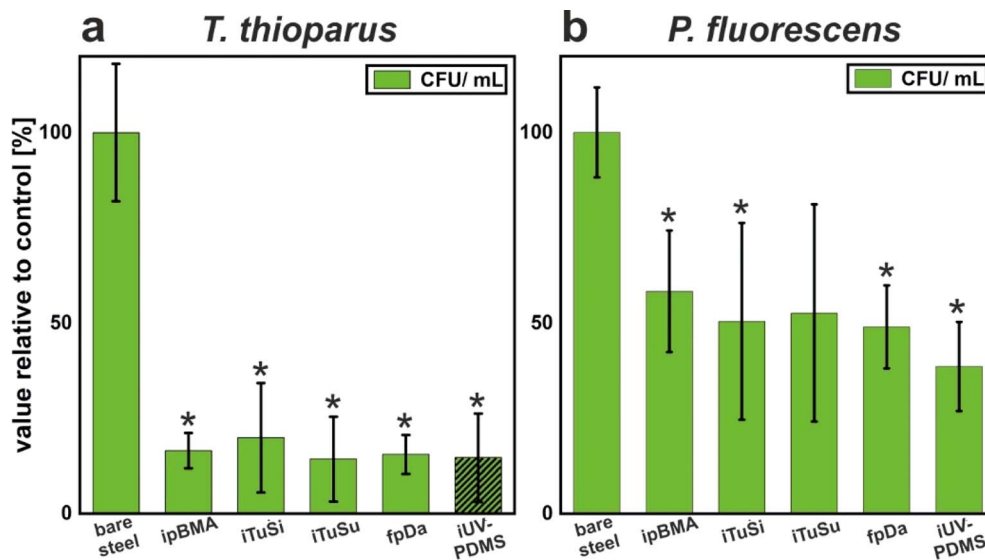 a T. thioparus
b P. fluorescens
CFU/ mL
CFU/ mL
value relative to control [%]
100
50
0
100
50
0
* * * * *
* * * *
bare steel
ipBMA
iTuSi
iTuSu
fpDa
iUV-
PDMS
bare steel
ipBMA
iTuSi
iTuSu
fpDa
iUV-
PDMS